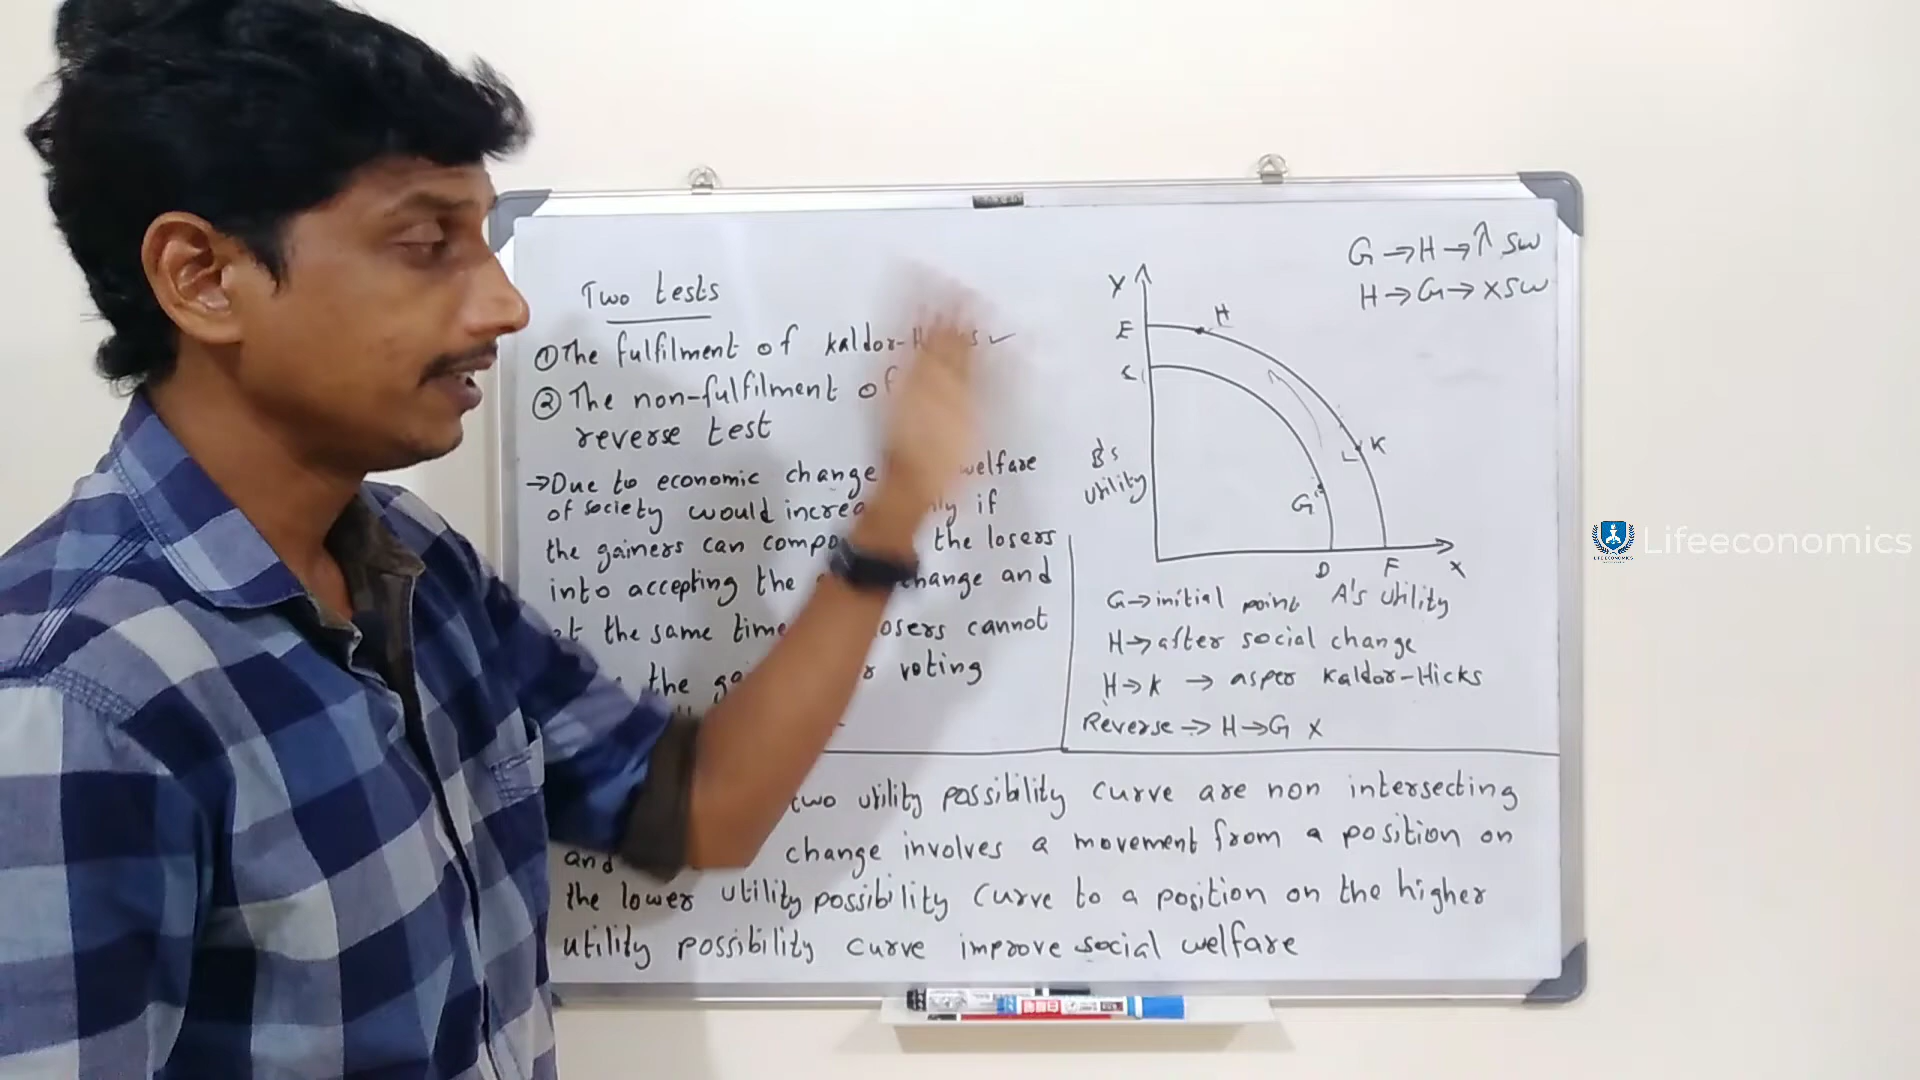 Two tests
① The fulfilment of kaldor-H s ✓
② The non-fulfilment of
reverse test
→ Due to economic change welfare
of society would increa if
the gainers can compe the losers
into accepting the change and
the same time osers cannot
the voting
G → H → ↑ SW
H → G → X SW
Y
E
H
C
K
B's
utility
G
D
F
X
A's utility
G → initial point
H → after social change
H → K → asper kaldor-Hicks
Reverse → H → G X
two utility possibility curve are non intersecting
and change involves a movement from a position on
the lower utility possibility curve to a position on the higher
utility possibility curve improve social welfare
Lifeeconomics